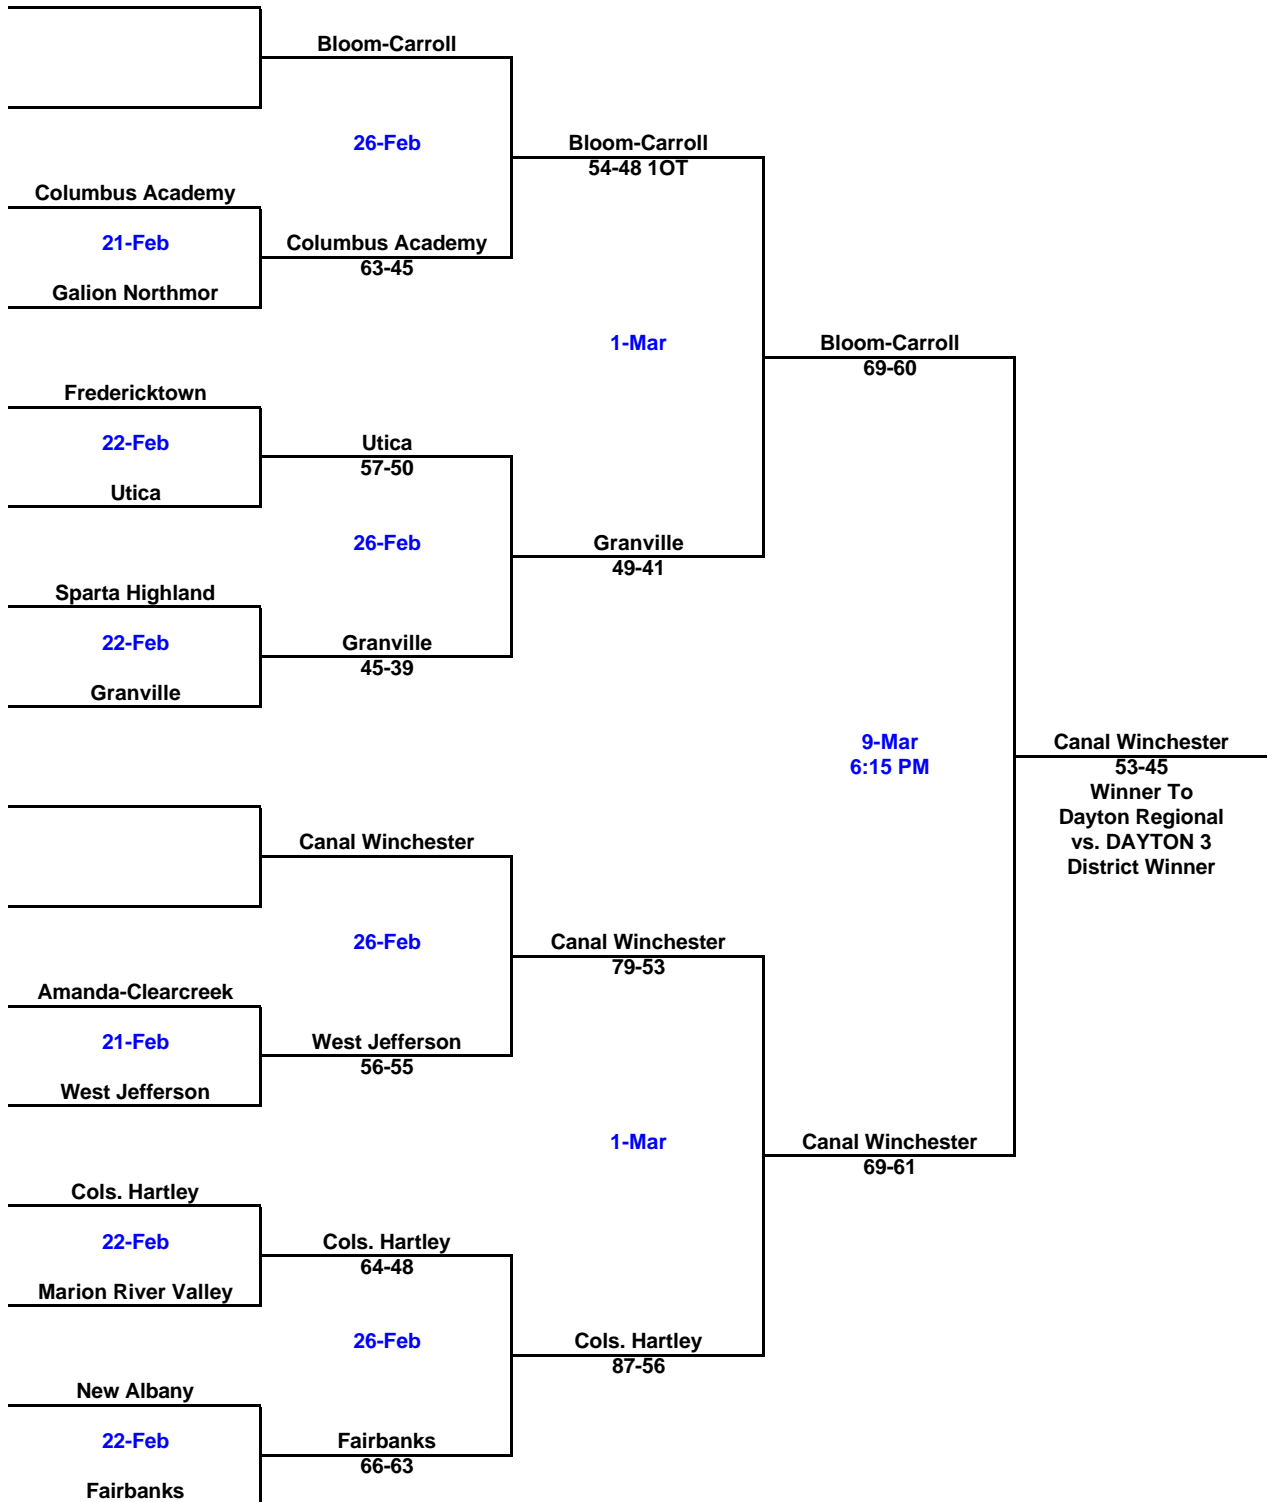 Bloom-Carroll
26-Feb
Bloom-Carroll
54-48 1OT
Columbus Academy
21-Feb
Columbus Academy
63-45
Galion Northmor
1-Mar
Bloom-Carroll
69-60
Fredericktown
22-Feb
Utica
57-50
Utica
26-Feb
Granville
49-41
Sparta Highland
22-Feb
Granville
45-39
Granville
9-Mar
6:15 PM
Canal Winchester
53-45
Winner To
Dayton Regional
vs. DAYTON 3
District Winner
Canal Winchester
26-Feb
Canal Winchester
79-53
Amanda-Clearcreek
21-Feb
West Jefferson
56-55
West Jefferson
1-Mar
Canal Winchester
69-61
Cols. Hartley
22-Feb
Cols. Hartley
64-48
Marion River Valley
26-Feb
Cols. Hartley
87-56
New Albany
22-Feb
Fairbanks
66-63
Fairbanks